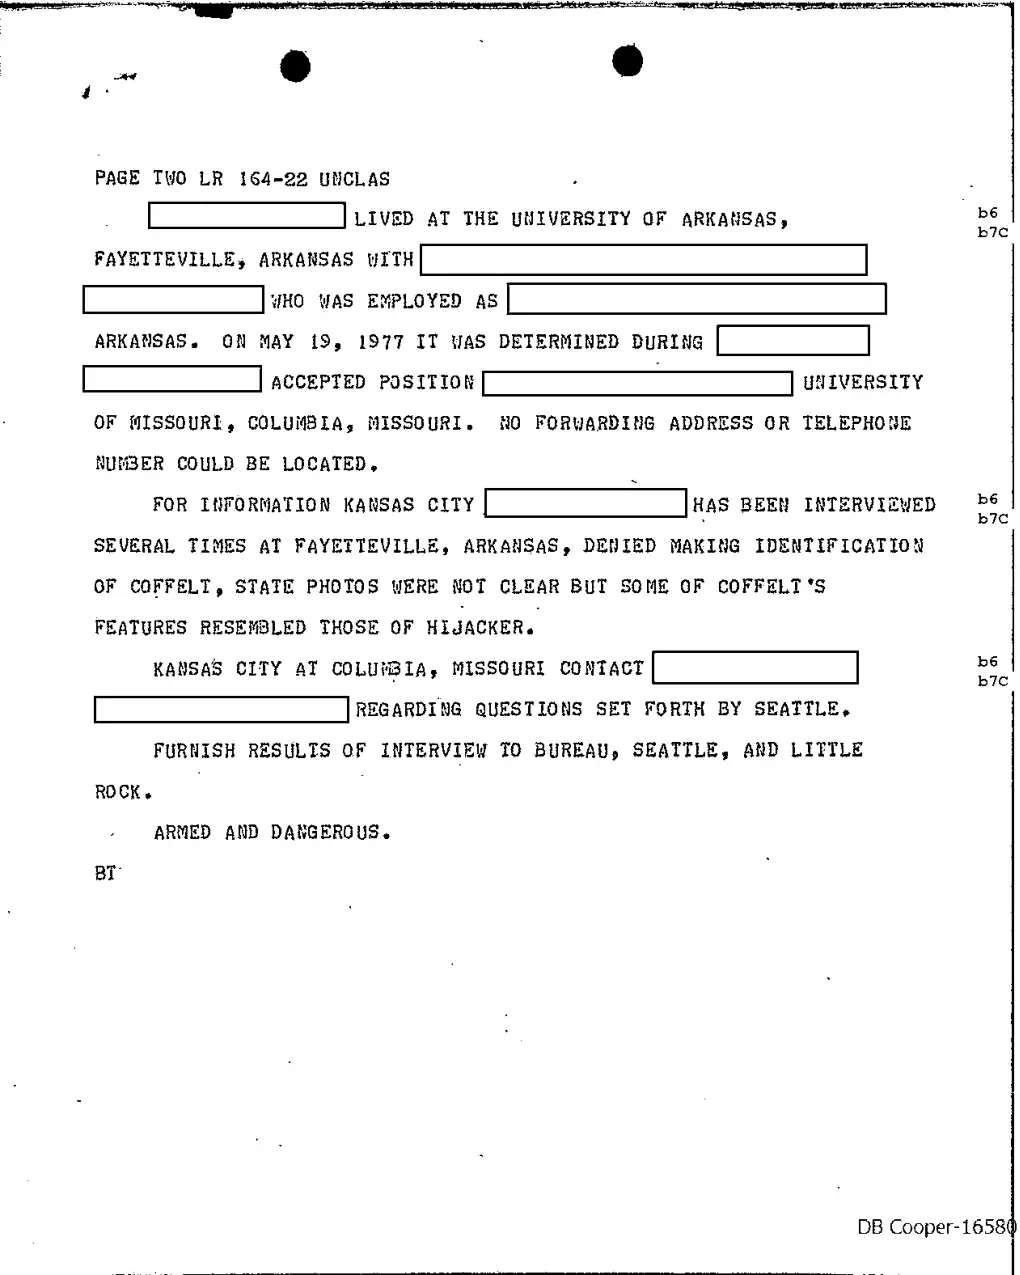 PAGE TWO LR 164-22 UNCLAS
LIVED AT THE UNIVERSITY OF ARKANSAS, b6
b7C
FAYETTEVILLE, ARKANSAS WITH
WHO WAS EMPLOYED AS
ARKANSAS. ON MAY 19, 1977 IT WAS DETERMINED DURING
ACCEPTED POSITION UNIVERSITY
OF MISSOURI, COLUMBIA, MISSOURI. NO FORWARDING ADDRESS OR TELEPHONE
NUMBER COULD BE LOCATED.
FOR INFORMATION KANSAS CITY HAS BEEN INTERVIEWED b6
b7C
SEVERAL TIMES AT FAYETTEVILLE, ARKANSAS, DENIED MAKING IDENTIFICATION
OF COFFELT, STATE PHOTOS WERE NOT CLEAR BUT SOME OF COFFELT'S
FEATURES RESEMBLED THOSE OF HIJACKER.
KANSAS CITY AT COLUMBIA, MISSOURI CONTACT b6
b7C
REGARDING QUESTIONS SET FORTH BY SEATTLE.
FURNISH RESULTS OF INTERVIEW TO BUREAU, SEATTLE, AND LITTLE
ROCK.
ARMED AND DANGEROUS.
BT
DB Cooper-16580